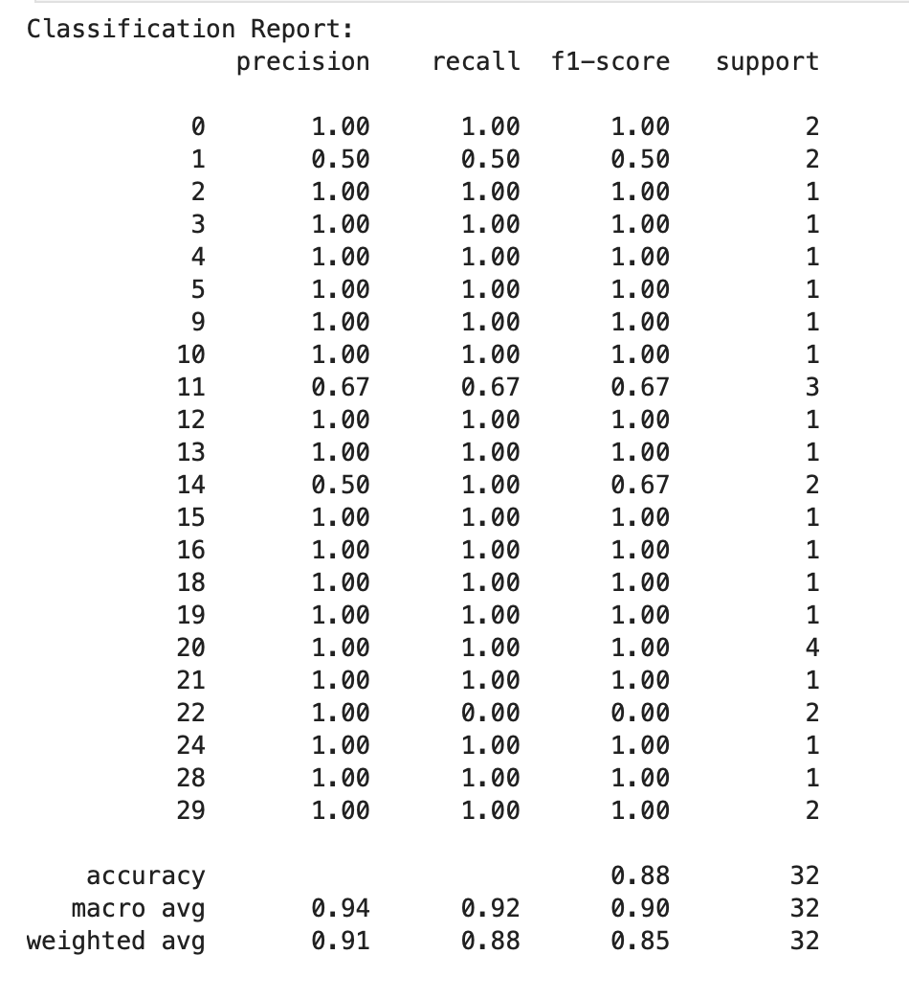 Classification Report:
precision recall f1-score support
0 1.00 1.00 1.00 2
1 0.50 0.50 0.50 2
2 1.00 1.00 1.00 1
3 1.00 1.00 1.00 1
4 1.00 1.00 1.00 1
5 1.00 1.00 1.00 1
9 1.00 1.00 1.00 1
10 1.00 1.00 1.00 1
11 0.67 0.67 0.67 3
12 1.00 1.00 1.00 1
13 1.00 1.00 1.00 1
14 0.50 1.00 0.67 2
15 1.00 1.00 1.00 1
16 1.00 1.00 1.00 1
18 1.00 1.00 1.00 1
19 1.00 1.00 1.00 1
20 1.00 1.00 1.00 4
21 1.00 1.00 1.00 1
22 1.00 0.00 0.00 2
24 1.00 1.00 1.00 1
28 1.00 1.00 1.00 1
29 1.00 1.00 1.00 2
accuracy 0.88 32
macro avg 0.94 0.92 0.90 32
weighted avg 0.91 0.88 0.85 32